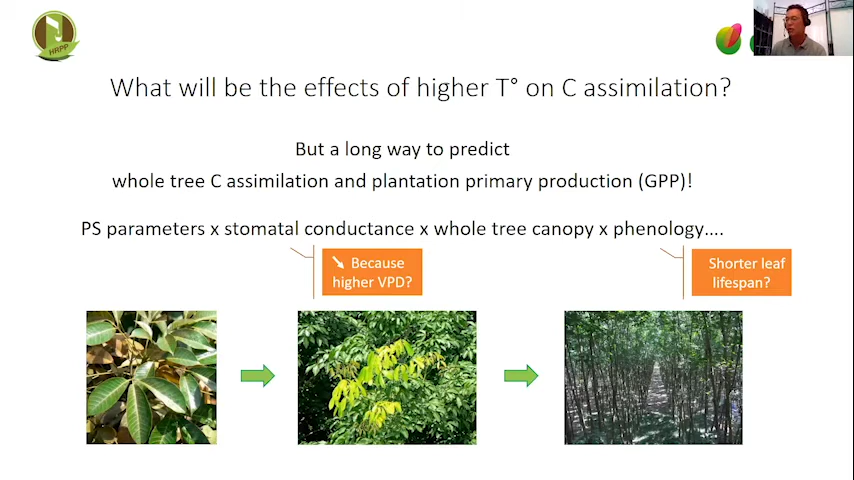 HRPP
What will be the effects of higher T° on C assimilation?
But a long way to predict
whole tree C assimilation and plantation primary production (GPP)!
PS parameters x stomatal conductance x whole tree canopy x phenology....
↘ Because
higher VPD?
Shorter leaf
lifespan?